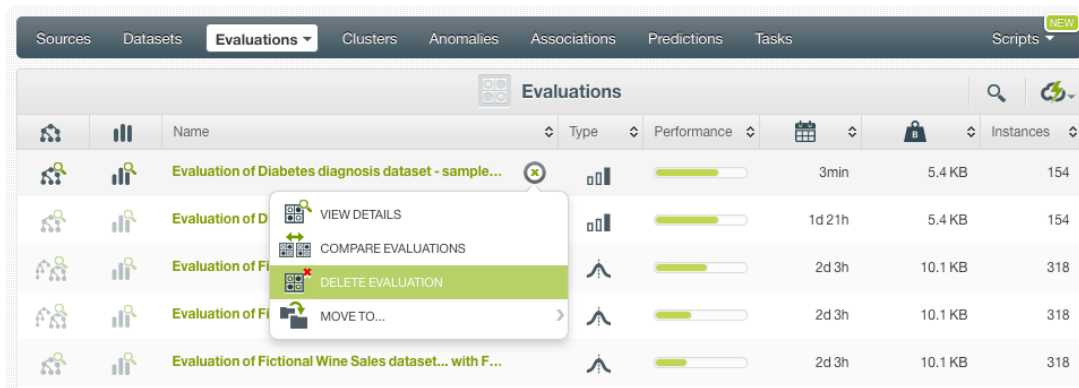 NEW
Sources Datasets Evaluations Clusters Anomalies Associations Predictions Tasks Scripts
Evaluations
Name Type Performance B Instances
Evaluation of Diabetes diagnosis dataset - sample... 3min 5.4 KB 154
VIEW DETAILS
Evaluation of D 1d 21h 5.4 KB 154
COMPARE EVALUATIONS
Evaluation of Fi 2d 3h 10.1 KB 318
DELETE EVALUATION
Evaluation of Fi 2d 3h 10.1 KB 318
MOVE TO...
Evaluation of Fictional Wine Sales dataset... with F... 2d 3h 10.1 KB 318